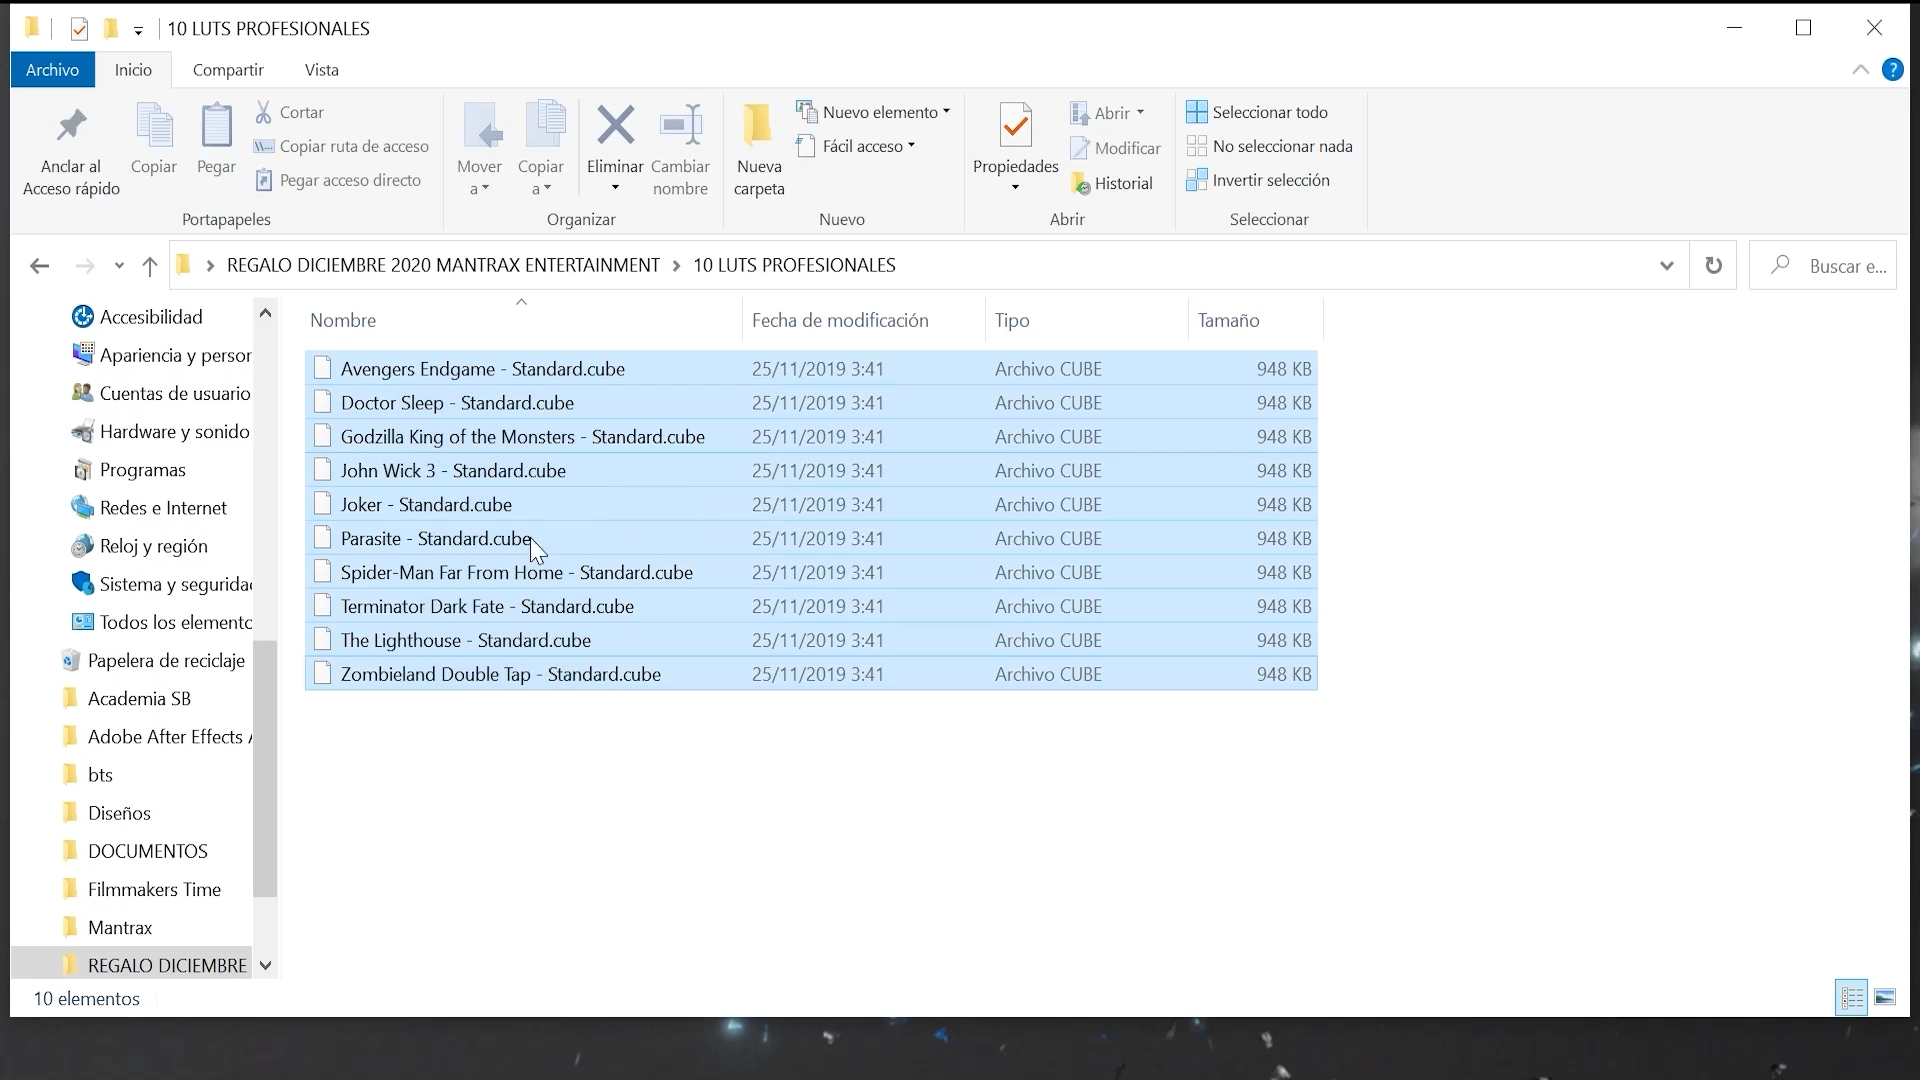 10 LUTS PROFESIONALES
Archivo Inicio Compartir Vista
Anclar al Acceso rápido
Copiar
Pegar
Cortar
Copiar ruta de acceso
Pegar acceso directo
Portapapeles
Mover a
Copiar a
Eliminar
Cambiar nombre
Organizar
Nueva carpeta
Nuevo elemento
Fácil acceso
Nuevo
Propiedades
Abrir
Modificar
Historial
Abrir
Seleccionar todo
No seleccionar nada
Invertir selección
Seleccionar
REGALO DICIEMBRE 2020 MANTRAX ENTERTAINMENT > 10 LUTS PROFESIONALES
Buscar e...
Accesibilidad
Apariencia y person
Cuentas de usuario
Hardware y sonido
Programas
Redes e Internet
Reloj y región
Sistema y seguridad
Todos los elemento
Papelera de reciclaje
Academia SB
Adobe After Effects A
bts
Diseños
DOCUMENTOS
Filmmakers Time
Mantrax
REGALO DICIEMBRE
Nombre Fecha de modificación Tipo Tamaño
Avengers Endgame - Standard.cube 25/11/2019 3:41 Archivo CUBE 948 KB
Doctor Sleep - Standard.cube 25/11/2019 3:41 Archivo CUBE 948 KB
Godzilla King of the Monsters - Standard.cube 25/11/2019 3:41 Archivo CUBE 948 KB
John Wick 3 - Standard.cube 25/11/2019 3:41 Archivo CUBE 948 KB
Joker - Standard.cube 25/11/2019 3:41 Archivo CUBE 948 KB
Parasite - Standard.cube 25/11/2019 3:41 Archivo CUBE 948 KB
Spider-Man Far From Home - Standard.cube 25/11/2019 3:41 Archivo CUBE 948 KB
Terminator Dark Fate - Standard.cube 25/11/2019 3:41 Archivo CUBE 948 KB
The Lighthouse - Standard.cube 25/11/2019 3:41 Archivo CUBE 948 KB
Zombieland Double Tap - Standard.cube 25/11/2019 3:41 Archivo CUBE 948 KB
10 elementos